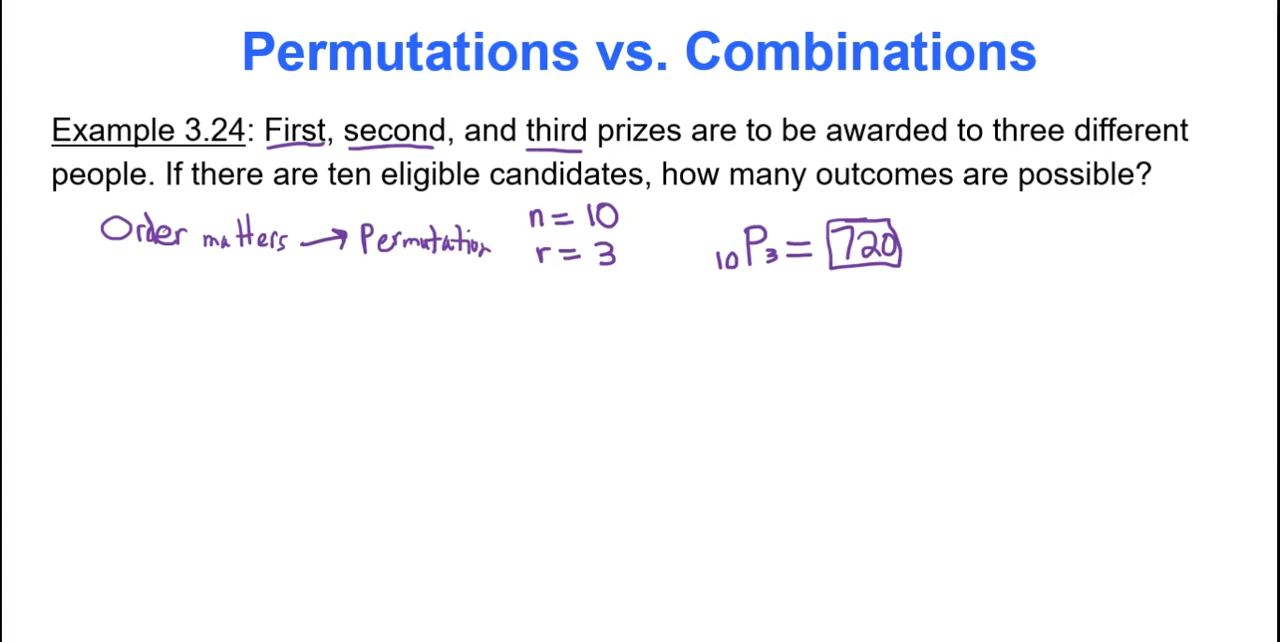 Permutations vs. Combinations
Example 3.24: First, second, and third prizes are to be awarded to three different
people. If there are ten eligible candidates, how many outcomes are possible?
Order matters → Permutation
n = 10
r = 3
₁₀P₃ = 720